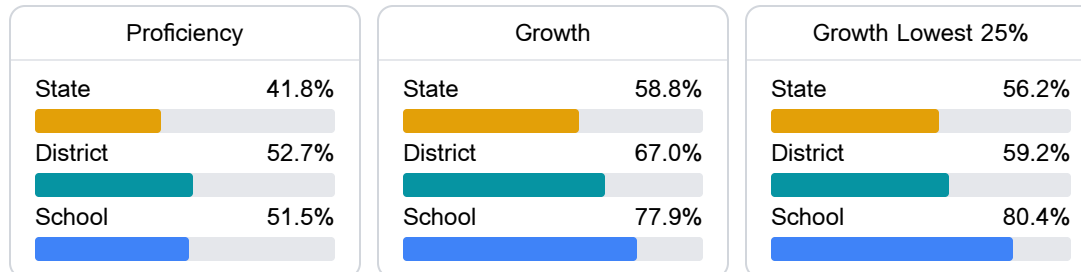 Proficiency
State 41.8%
District 52.7%
School 51.5%
Growth
State 58.8%
District 67.0%
School 77.9%
Growth Lowest 25%
State 56.2%
District 59.2%
School 80.4%